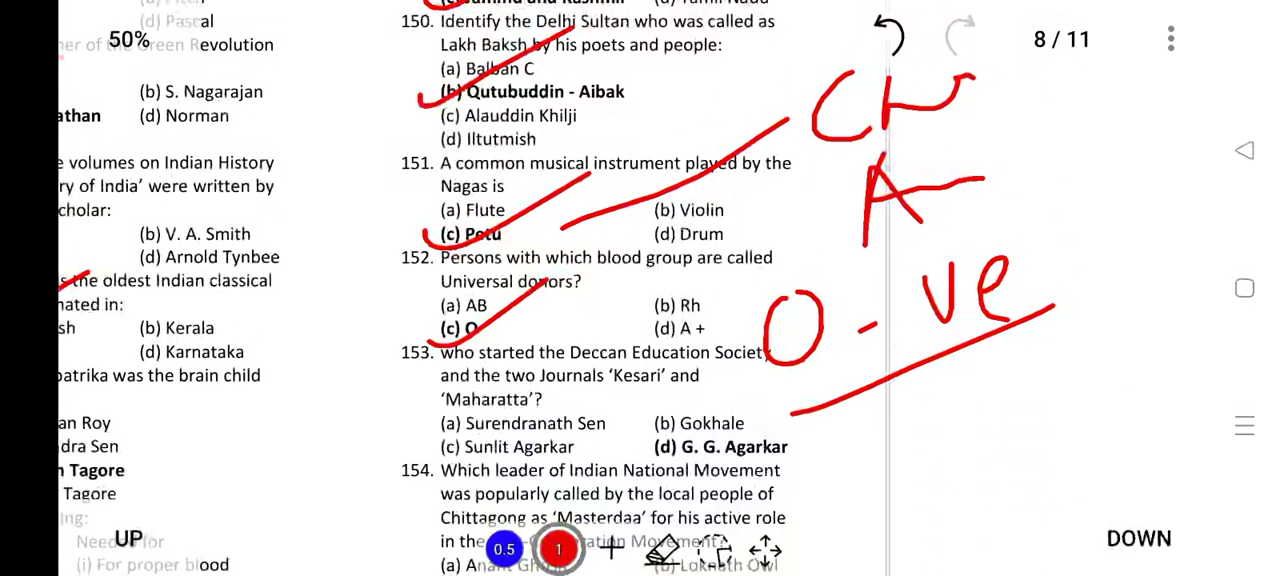 (d) Pascal
er of the Green Revolution
(b) S. Nagarajan
athan (d) Norman
e volumes on Indian History
ry of India' were written by
cholar:
(b) V. A. Smith
(d) Arnold Tynbee
s the oldest Indian classical
nated in:
sh (b) Kerala
(d) Karnataka
patrika was the brain child
an Roy
dra Sen
n Tagore
Tagore
ng:
Need for
(i) For proper blood
50%
UP
150. Identify the Delhi Sultan who was called as
Lakh Baksh by his poets and people:
(a) Balban C
(b) Qutubuddin - Aibak
(c) Alauddin Khilji
(d) Iltutmish
151. A common musical instrument played by the
Nagas is
(a) Flute (b) Violin
(c) Petu (d) Drum
152. Persons with which blood group are called
Universal donors?
(a) AB (b) Rh
(c) O (d) A +
153. who started the Deccan Education Society
and the two Journals 'Kesari' and
'Maharatta'?
(a) Surendranath Sen (b) Gokhale
(c) Sunlit Agarkar (d) G. G. Agarkar
154. Which leader of Indian National Movement
was popularly called by the local people of
Chittagong as 'Masterdaa' for his active role
in the Movement?
(b) Loknath Owl
0.5 1
8 / 11
A
O - ve
DOWN